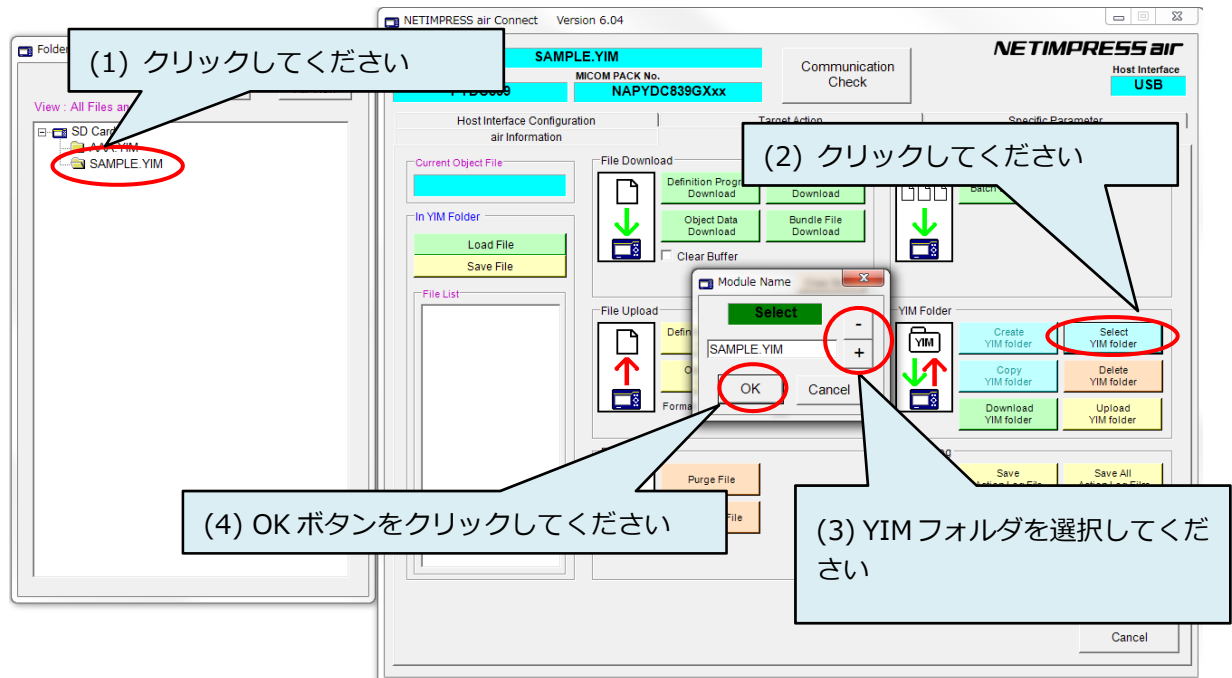 NETIMPRESS air Connect Version 6.04
Folder
(1) クリックしてください
SAMPLE.YIM
MICOM PACK No.
NAPYDC839GXxx
Communication
Check
NETIMPRESS air
Host Interface
USB
View : All Files an
SD Card
AAA.YIM
SAMPLE.YIM
Host Interface Configuration
Target Action
Specific Parameter
air Information
Current Object File
In YIM Folder
Load File
Save File
File List
File Download
Definition Progr
Download
Download
Object Data
Download
Bundle File
Download
Clear Buffer
(2) クリックしてください
Module Name
Select
SAMPLE.YIM
-
+
OK
Cancel
File Upload
Defin
O
Forma
YIM Folder
YIM
Create
YIM folder
Select
YIM folder
Copy
YIM folder
Delete
YIM folder
Download
YIM folder
Upload
YIM folder
Purge File
File
Save
Save All
(4) OK ボタンをクリックしてください
(3) YIM フォルダを選択してくだ
さい
Cancel